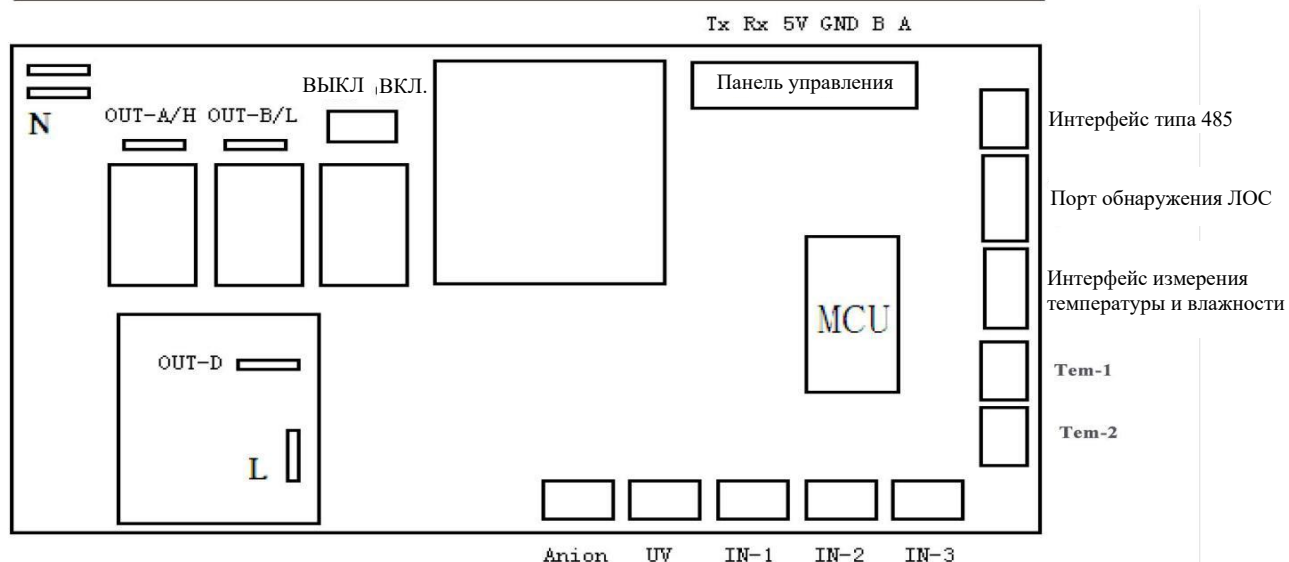 Tx Rx 5V GND B A
Панель управления
ВЫКЛ ВКЛ.
N
OUT-A/H OUT-B/L
Интерфейс типа 485
Порт обнаружения ЛОС
Интерфейс измерения
температуры и влажности
MCU
OUT-D
Tem-1
Tem-2
L
Anion UV IN-1 IN-2 IN-3